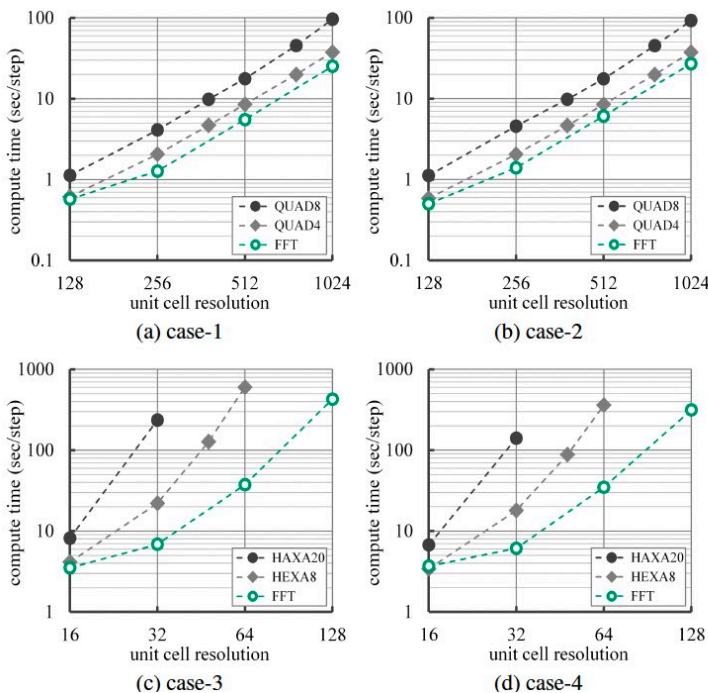 compute time (sec/step)
100
10
1
0.1
QUAD8
QUAD4
FFT
128
256
512
1024
unit cell resolution
(a) case-1
compute time (sec/step)
100
10
1
0.1
QUAD8
QUAD4
FFT
128
256
512
1024
unit cell resolution
(b) case-2
compute time (sec/step)
1000
100
10
1
HAXA20
HEXA8
FFT
16
32
64
128
unit cell resolution
(c) case-3
compute time (sec/step)
1000
100
10
1
HAXA20
HEXA8
FFT
16
32
64
128
unit cell resolution
(d) case-4